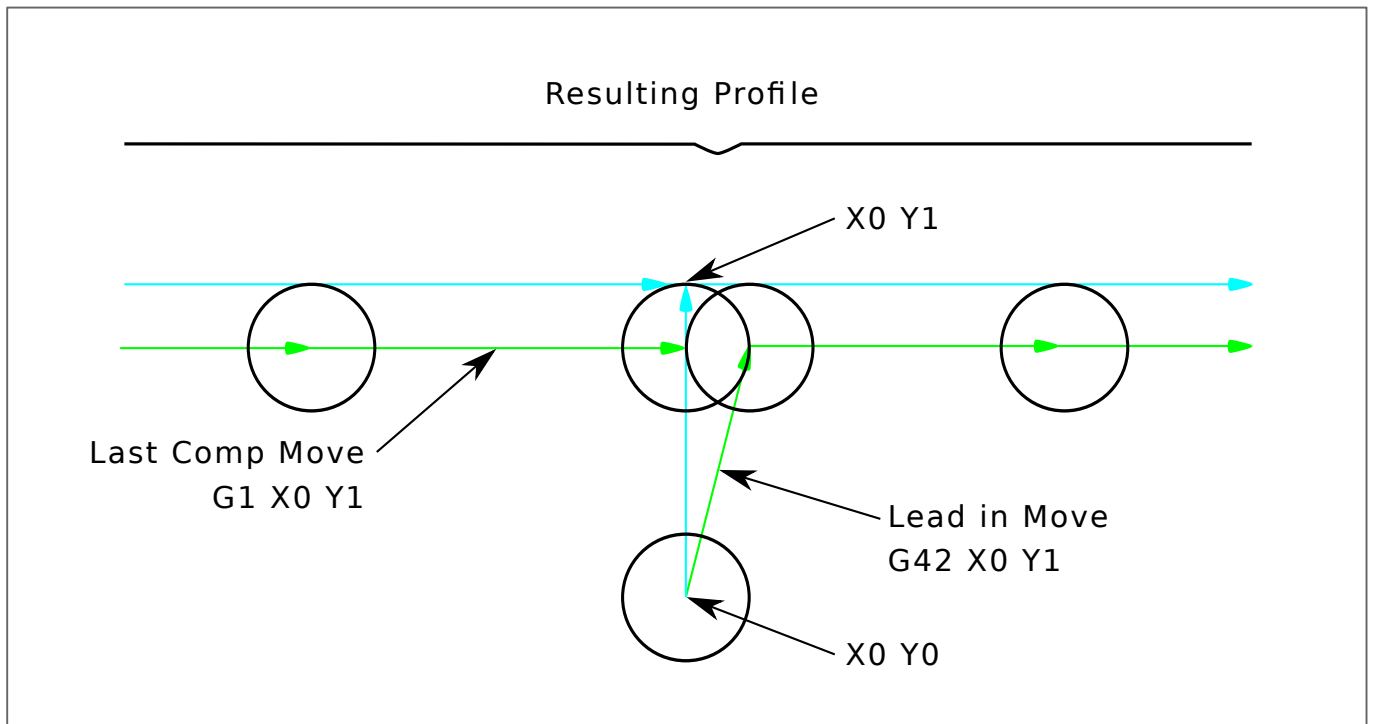 Resulting Profile
X0 Y1
Last Comp Move
G1 X0 Y1
Lead in Move
G42 X0 Y1
X0 Y0